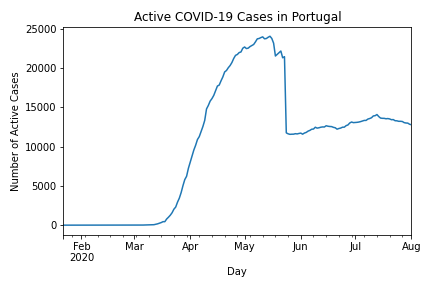 Active COVID-19 Cases in Portugal
25000
20000
15000
10000
5000
0
Number of Active Cases
Feb Mar Apr May Jun Jul Aug
2020
Day